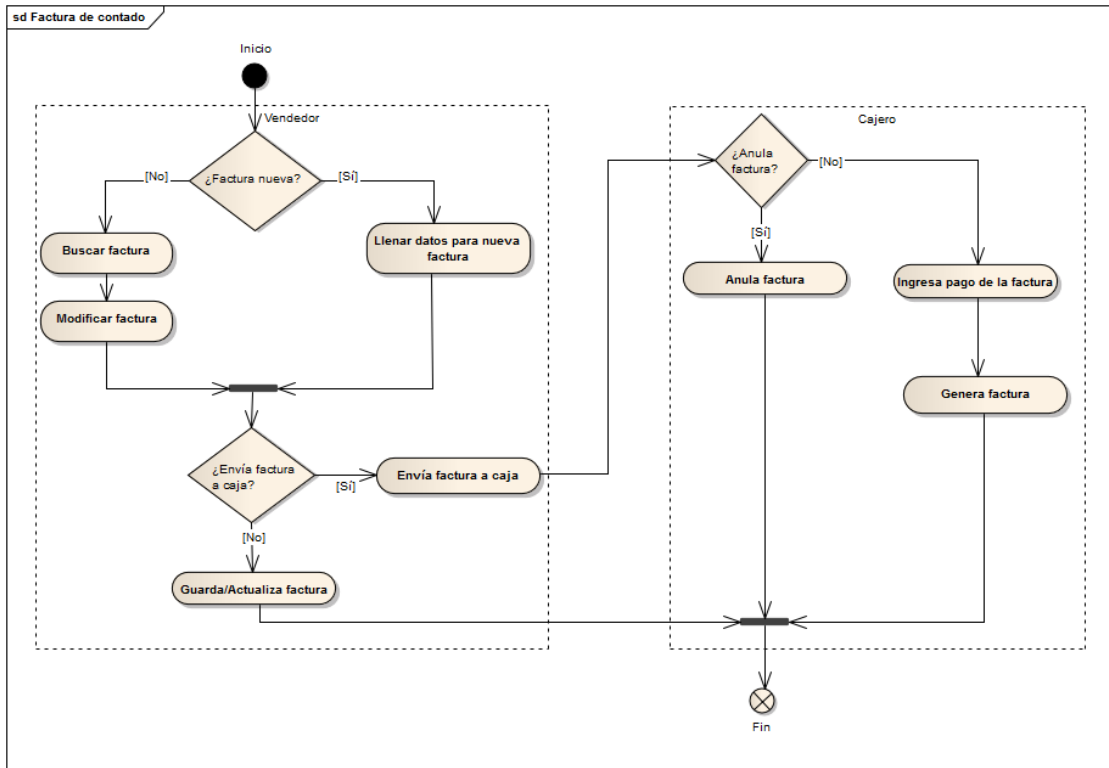 sd Factura de contado
Inicio
Vendedor
¿Factura nueva?
[No]
[Sí]
Buscar factura
Llenar datos para nueva
factura
Modificar factura
¿Envía factura
a caja?
[Sí]
Envía factura a caja
[No]
Guarda/Actualiza factura
Cajero
¿Anula
factura?
[No]
[Sí]
Anula factura
Ingresa pago de la factura
Genera factura
Fin